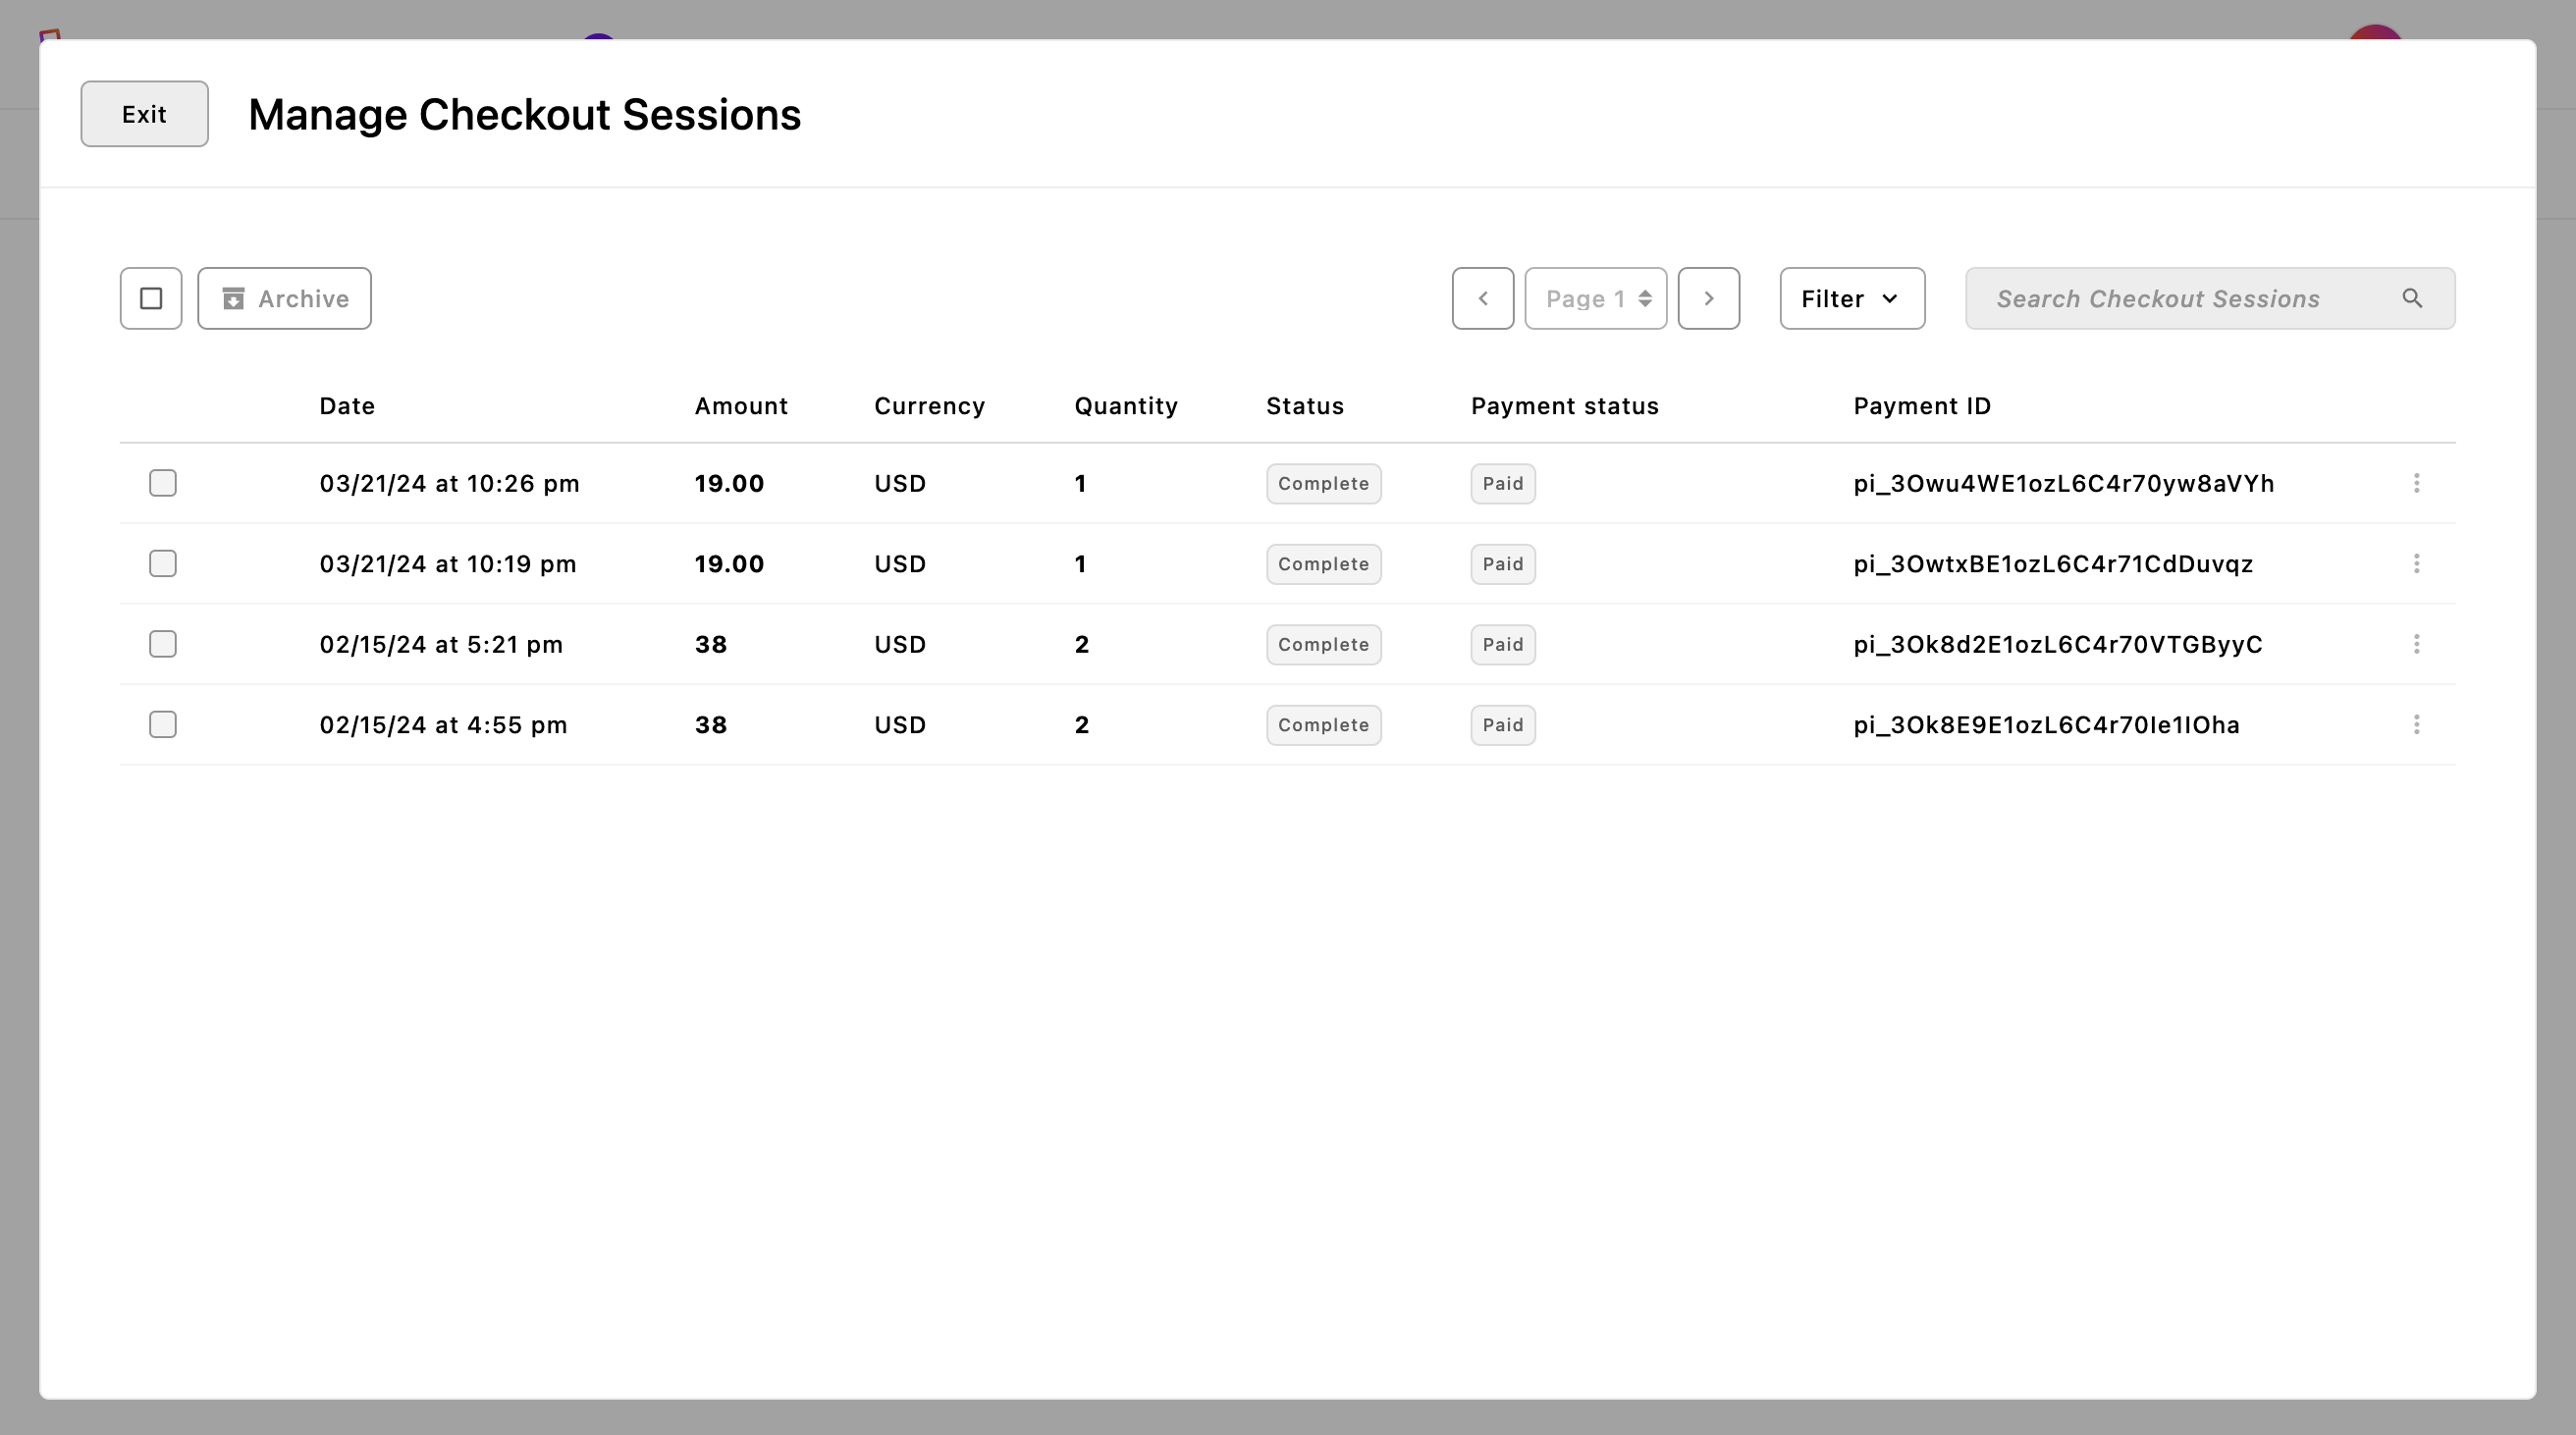 Exit
Manage Checkout Sessions
Archive
Page 1
Filter
Search Checkout Sessions
Date Amount Currency Quantity Status Payment status Payment ID
03/21/24 at 10:26 pm 19.00 USD 1 Complete Paid pi_3Owu4WE1ozL6C4r70yw8aVYh
03/21/24 at 10:19 pm 19.00 USD 1 Complete Paid pi_3OwtxBE1ozL6C4r71CdDuvqz
02/15/24 at 5:21 pm 38 USD 2 Complete Paid pi_3Ok8d2E1ozL6C4r70VTGByyC
02/15/24 at 4:55 pm 38 USD 2 Complete Paid pi_3Ok8E9E1ozL6C4r70Ie1IOha